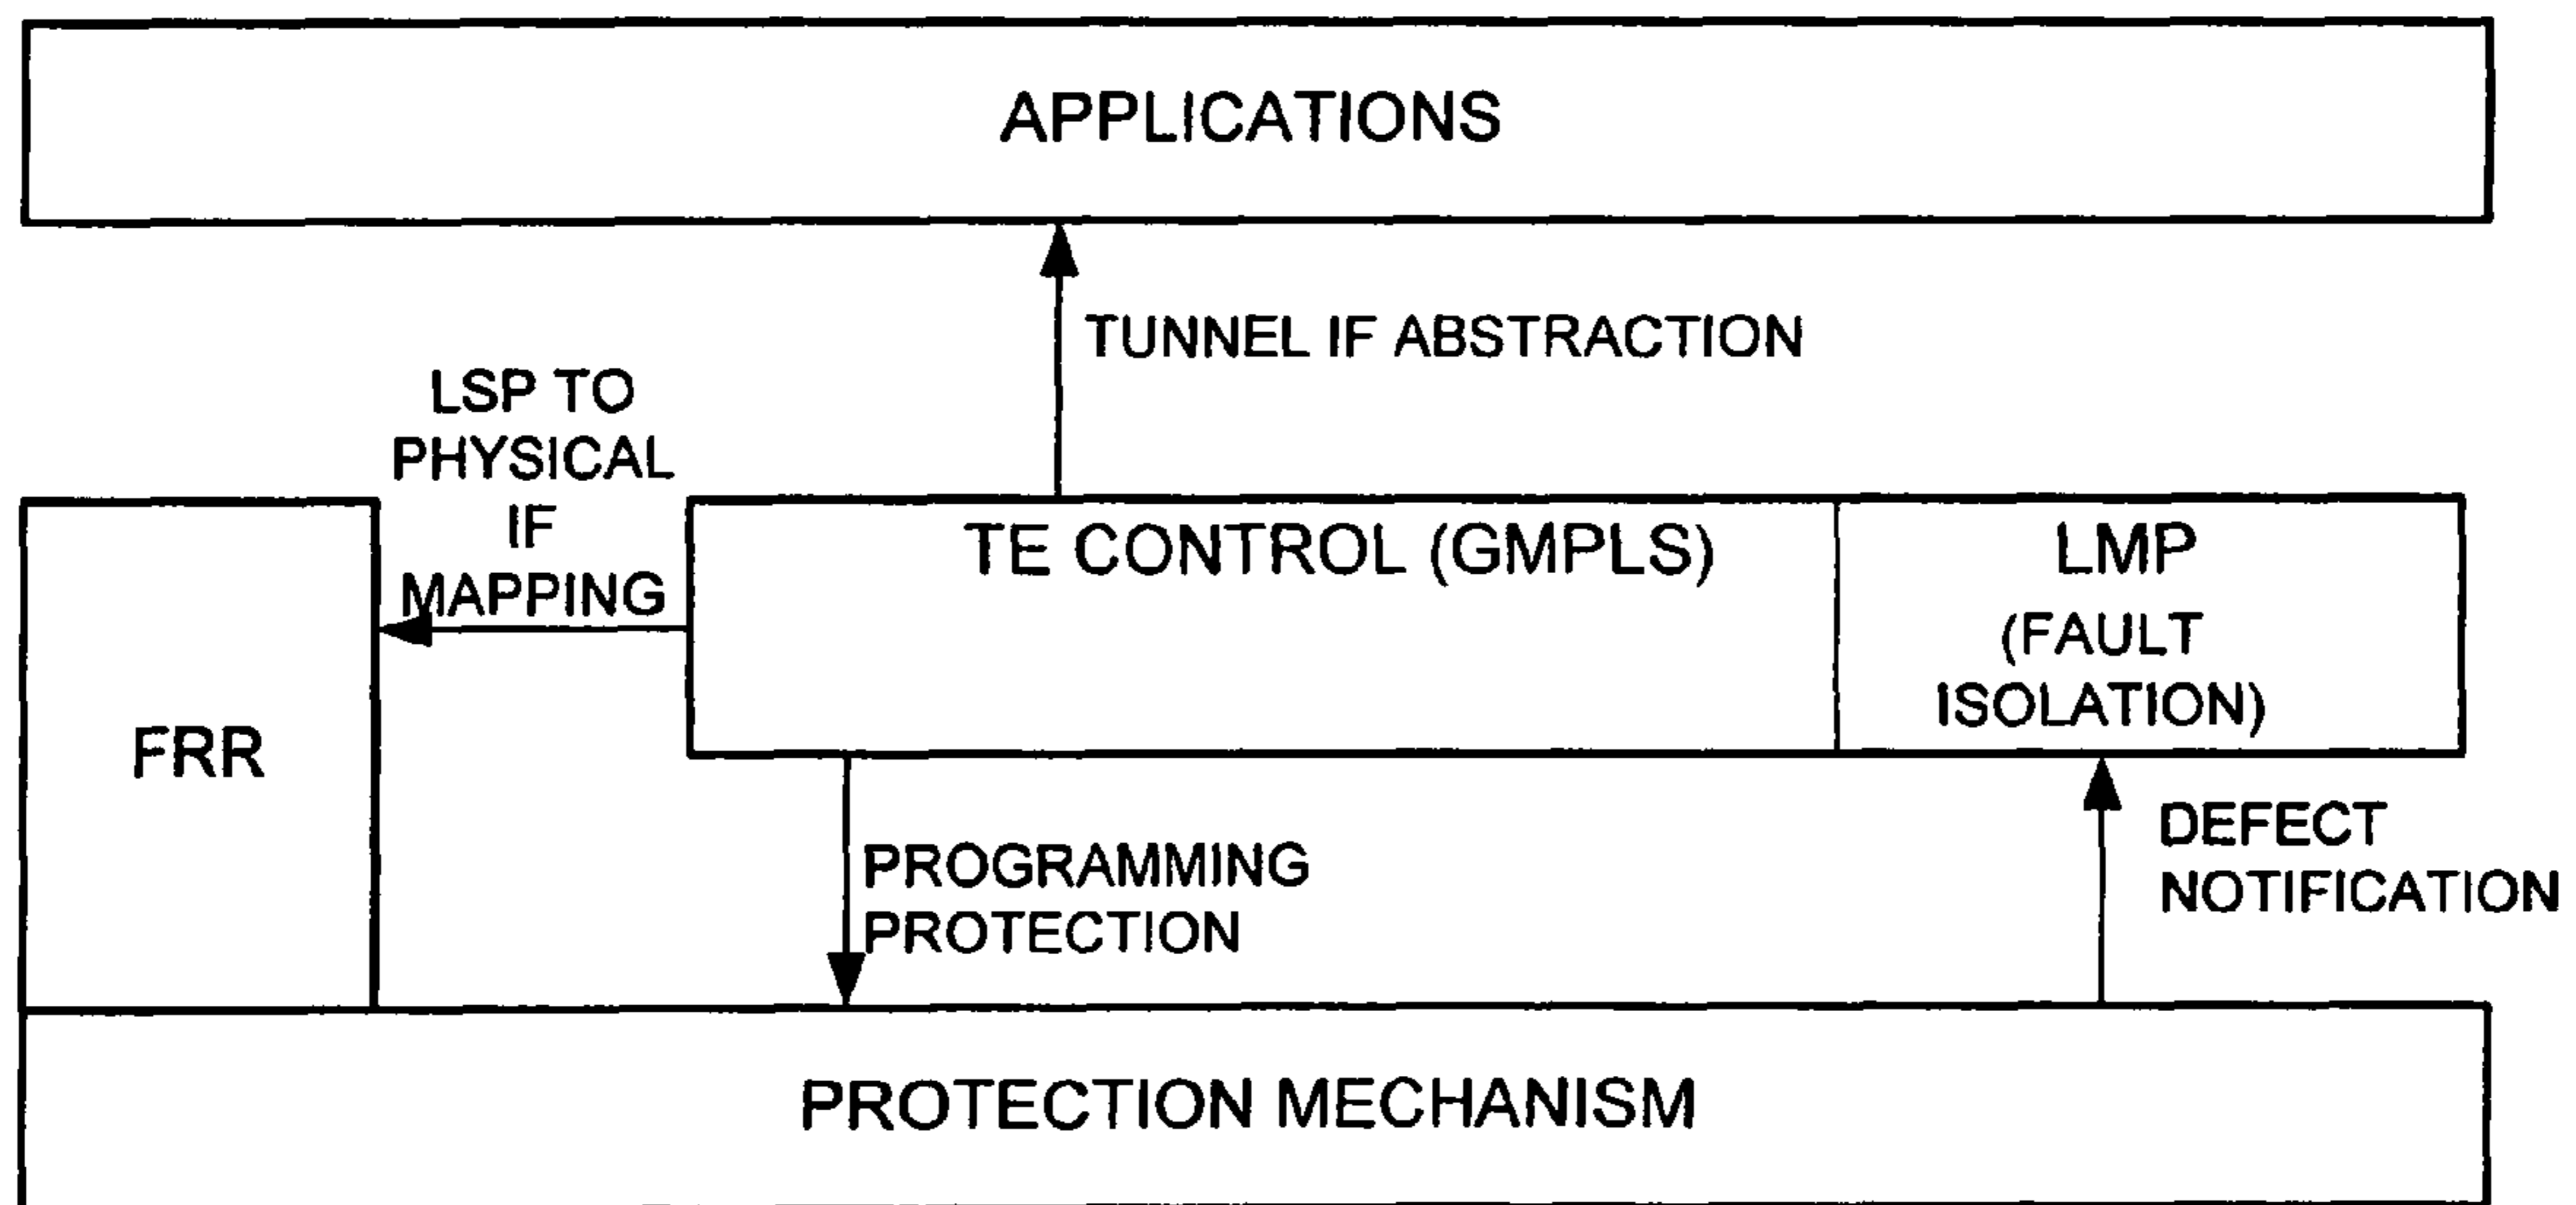 APPLICATIONS
TUNNEL IF ABSTRACTION
LSP TO
PHYSICAL
IF
MAPPING
TE CONTROL (GMPLS)
LMP
(FAULT
ISOLATION)
FRR
PROGRAMMING
PROTECTION
DEFECT
NOTIFICATION
PROTECTION MECHANISM